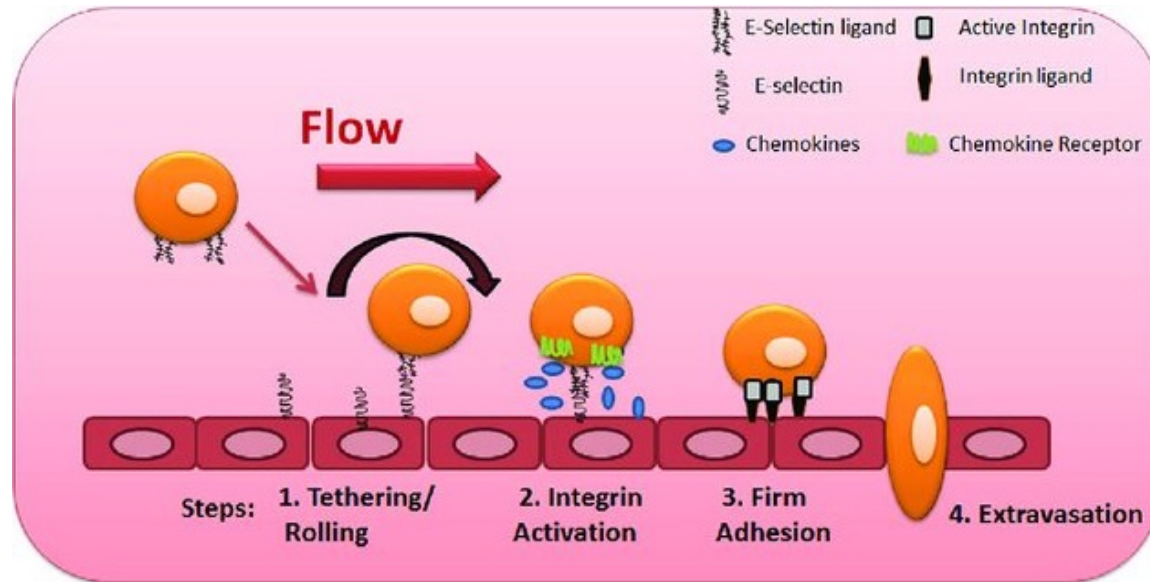 E-Selectin ligand
Active Integrin
E-selectin
Integrin ligand
Chemokines
Chemokine Receptor
Flow
Steps:
1. Tethering/
Rolling
2. Integrin
Activation
3. Firm
Adhesion
4. Extravasation